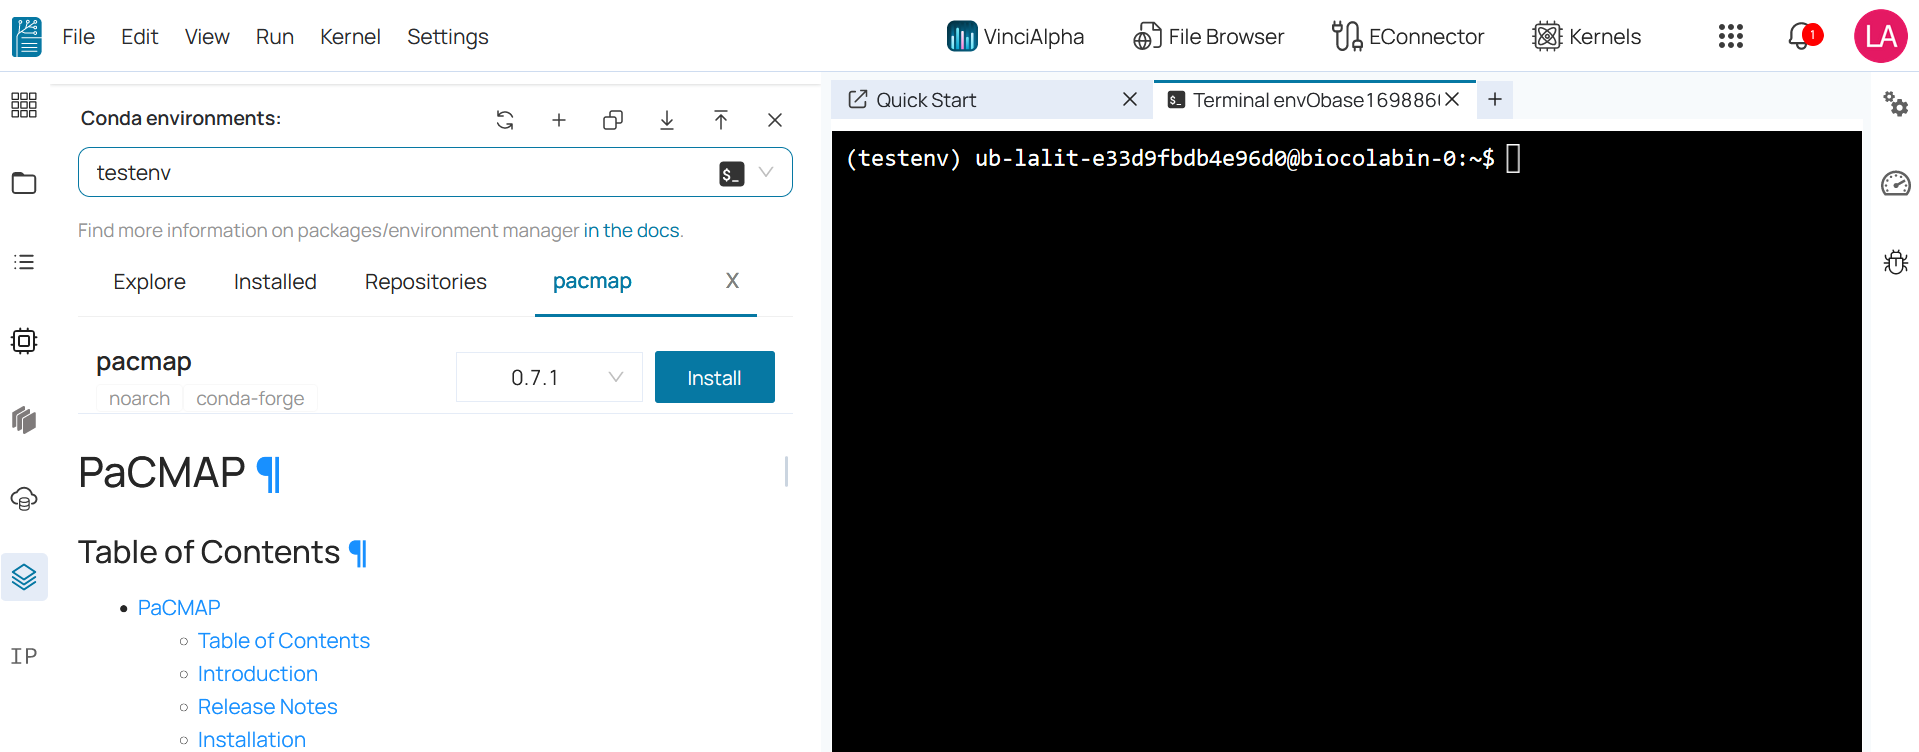 File Edit View Run Kernel Settings VinciAlpha File Browser EConnector Kernels 1 LA
Conda environments:
testenv $_
Find more information on packages/environment manager in the docs.
Explore Installed Repositories pacmap X
pacmap 0.7.1 Install
noarch conda-forge
PaCMAP ¶
Table of Contents ¶
PaCMAP
Table of Contents
Introduction
Release Notes
Installation
IP
Quick Start Terminal env0base169886
(testenv) ub-lalit-e33d9fbdb4e96d0@biocolabin-0:~$